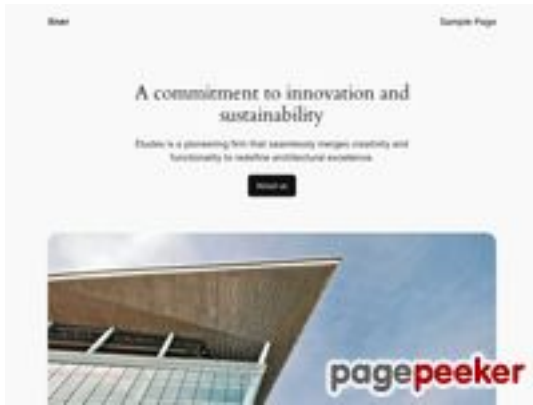 Sample Page
A commitment to innovation and
sustainability
Études is a pioneering firm that seamlessly merges creativity and
functionality to redefine architectural excellence.
About us
pagepeeker